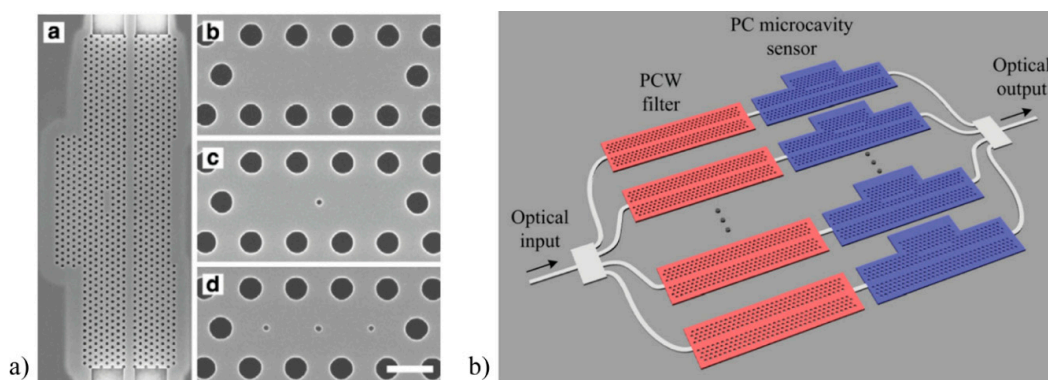 a
b
c
d
a)
PC microcavity
sensor
PCW
filter
Optical
output
Optical
input
b)